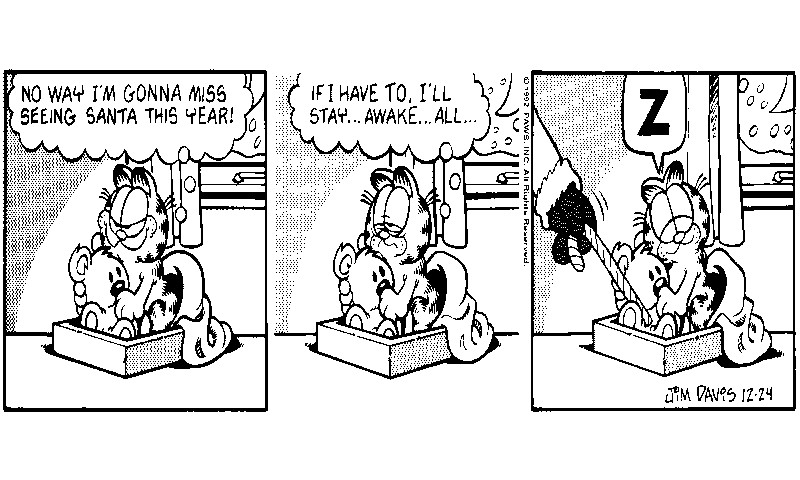 NO WAY I'M GONNA MISS
SEEING SANTA THIS YEAR!
IF I HAVE TO, I'LL
STAY... AWAKE... ALL...
© 1992 PAWS, INC. All Rights Reserved.
Z
JIM DAVIS 12-24